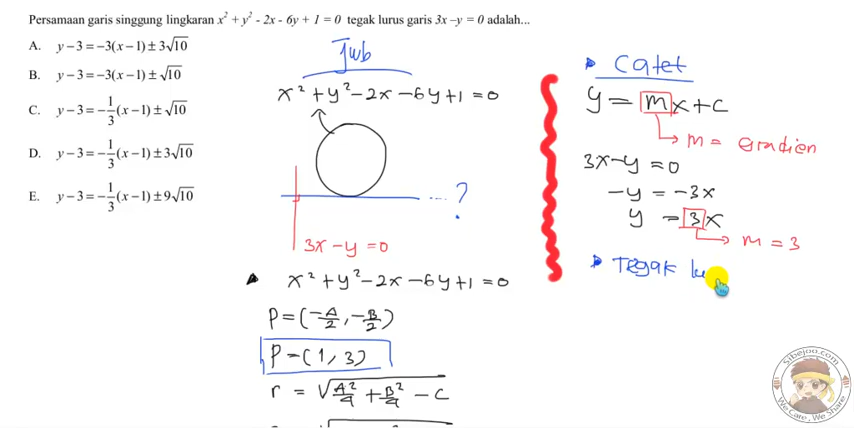 Persamaan garis singgung lingkaran x² + y² - 2x - 6y + 1 = 0 tegak lurus garis 3x – y = 0 adalah...
A. y – 3 = –3(x – 1) ± 3√10
B. y – 3 = –3(x – 1) ± √10
C. y – 3 = –1/3(x – 1) ± √10
D. y – 3 = –1/3(x – 1) ± 3√10
E. y – 3 = –1/3(x – 1) ± 9√10
Jwb
x² + y² – 2x – 6y + 1 = 0
.... ?
3x – y = 0
x² + y² – 2x – 6y + 1 = 0
P = (–A/2, –B/2)
P = (1, 3)
r = √(A²/4 + B²/4 – C)
Catet
y = mx + c
m = Gradien
3x – y = 0
–y = –3x
y = 3x
m = 3
Tegak lu
Sibejoo.com
We Care, We Share